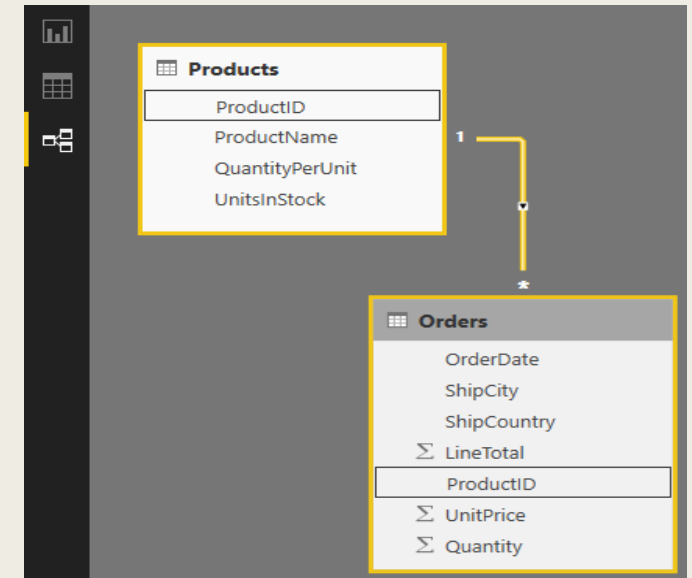 Products
ProductID
ProductName
QuantityPerUnit
UnitsInStock
1
*
Orders
OrderDate
ShipCity
ShipCountry
Σ LineTotal
ProductID
Σ UnitPrice
Σ Quantity